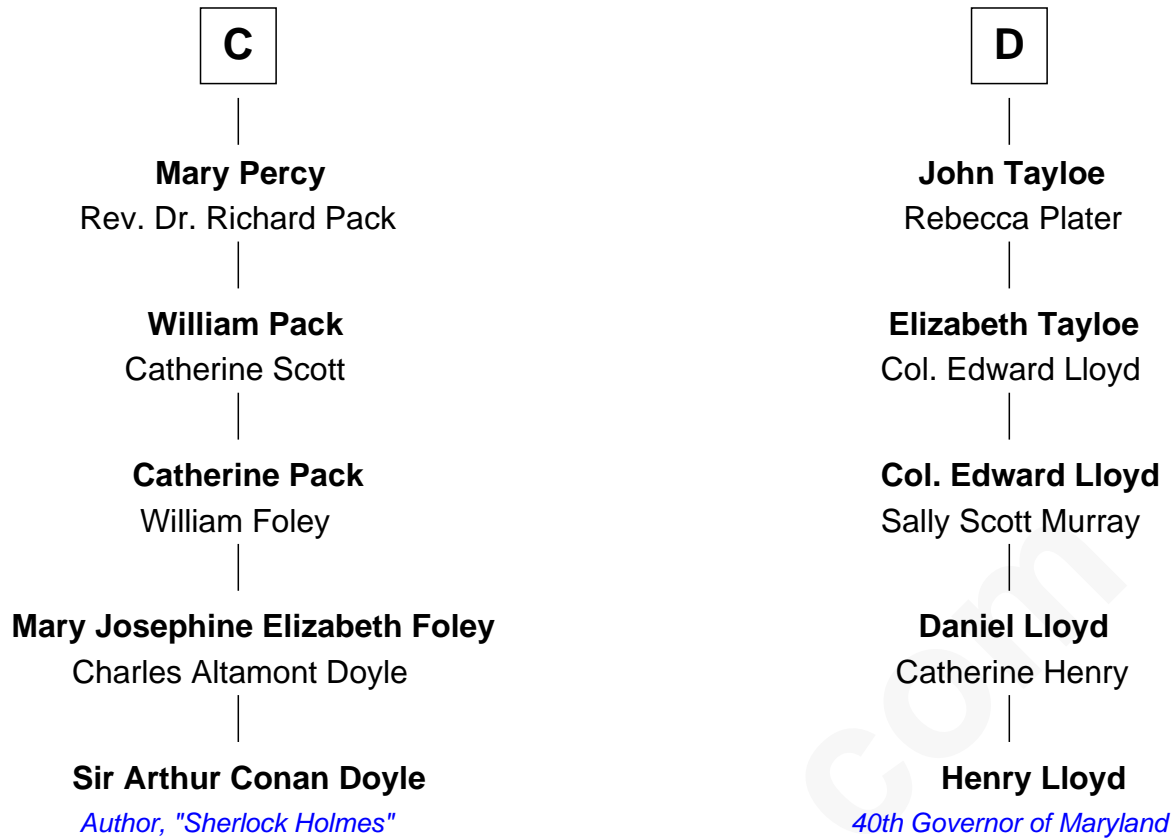 C
Mary Percy
Rev. Dr. Richard Pack
William Pack
Catherine Scott
Catherine Pack
William Foley
Mary Josephine Elizabeth Foley
Charles Altamont Doyle
Sir Arthur Conan Doyle
Author, "Sherlock Holmes"
D
John Tayloe
Rebecca Plater
Elizabeth Tayloe
Col. Edward Lloyd
Col. Edward Lloyd
Sally Scott Murray
Daniel Lloyd
Catherine Henry
Henry Lloyd
40th Governor of Maryland
com